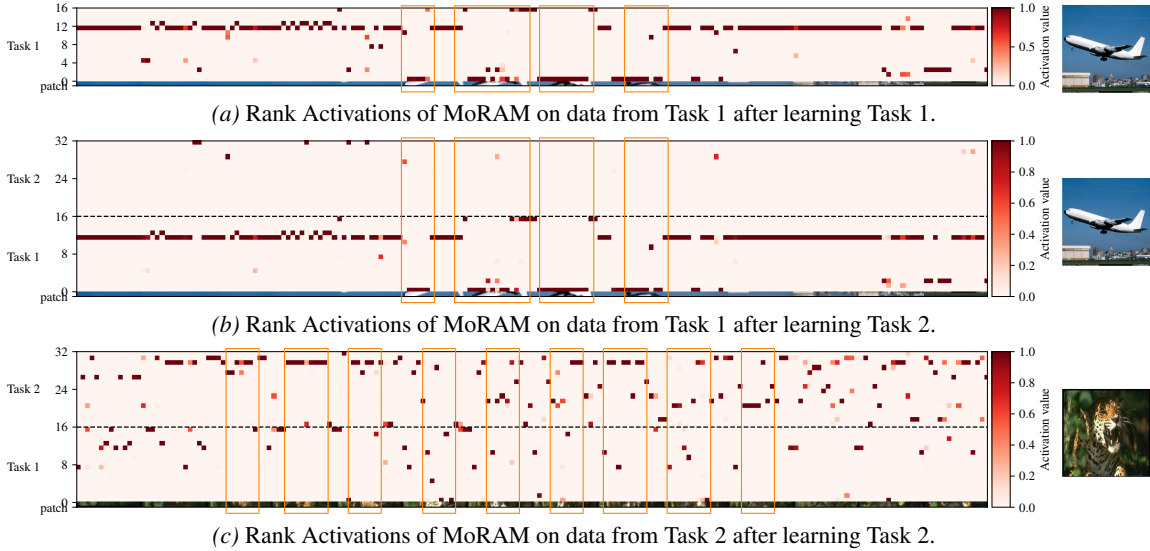 16
12
Task 1
8
4
0
patch
1.0
0.5
0.0
Activation value
(a) Rank Activations of MoRAM on data from Task 1 after learning Task 1.
32
Task 2
24
16
Task 1
8
0
patch
1.0
0.8
0.6
0.4
0.2
0.0
Activation value
(b) Rank Activations of MoRAM on data from Task 1 after learning Task 2.
32
Task 2
24
16
Task 1
8
0
patch
1.0
0.8
0.6
0.4
0.2
0.0
Activation value
(c) Rank Activations of MoRAM on data from Task 2 after learning Task 2.